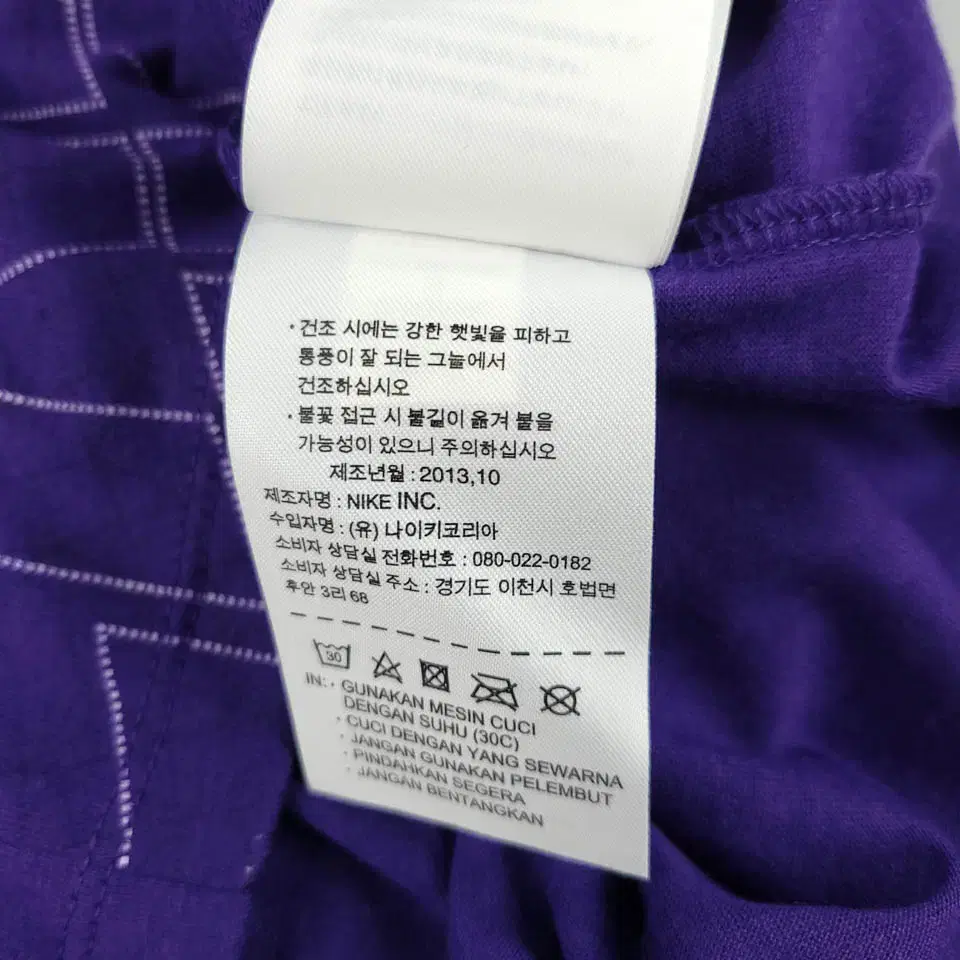 · 건조 시에는 강한 햇빛을 피하고
통풍이 잘 되는 그늘에서
건조하십시오
· 불꽃 접근 시 불길이 옮겨 붙을
가능성이 있으니 주의하십시오
제조년월 : 2013,10
제조자명 : NIKE INC.
수입자명 : (유) 나이키코리아
소비자 상담실 전화번호 : 080-022-0182
소비자 상담실 주소 : 경기도 이천시 호법면
후안 3리 68
30
IN: · GUNAKAN MESIN CUCI
DENGAN SUHU (30C)
· CUCI DENGAN YANG SEWARNA
· JANGAN GUNAKAN PELEMBUT
· PINDAHKAN SEGERA
· JANGAN BENTANGKAN